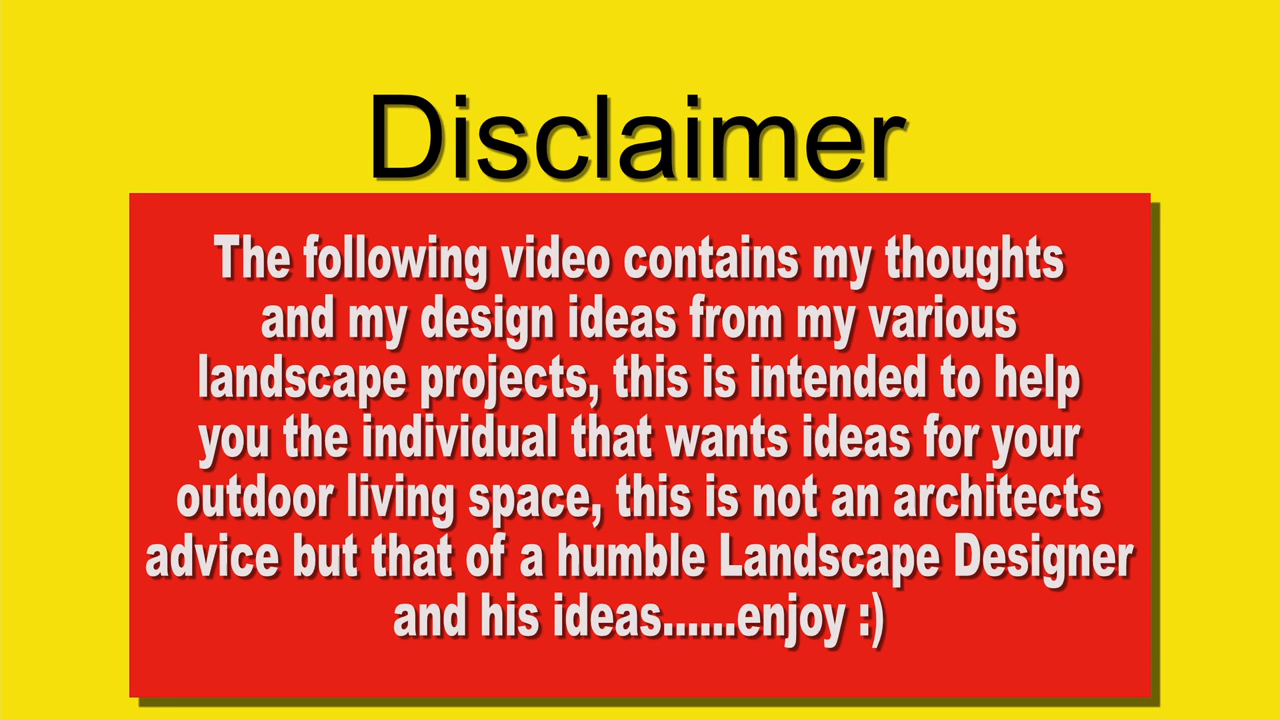 Disclaimer
The following video contains my thoughts
and my design ideas from my various
landscape projects, this is intended to help
you the individual that wants ideas for your
outdoor living space, this is not an architects
advice but that of a humble Landscape Designer
and his ideas......enjoy :)